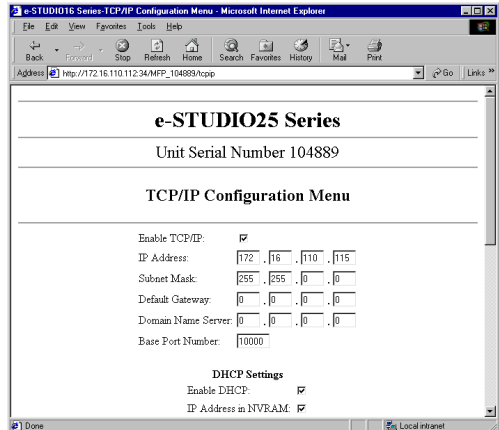 e-STUDIO16 Series-TCP/IP Configuration Menu - Microsoft Internet Explorer
File Edit View Favorites Tools Help
Back Forward Stop Refresh Home Search Favorites History Mail Print
Address http://172.16.110.112:34/MFP_104889/tcpip Go Links »
e-STUDIO25 Series
Unit Serial Number 104889
TCP/IP Configuration Menu
Enable TCP/IP:
IP Address: 172 . 16 . 110 . 115
Subnet Mask: 255 . 255 . 0 . 0
Default Gateway: 0 . 0 . 0 . 0
Domain Name Server: 0 . 0 . 0 . 0
Base Port Number: 10000
DHCP Settings
Enable DHCP:
IP Address in NVRAM:
Done Local intranet